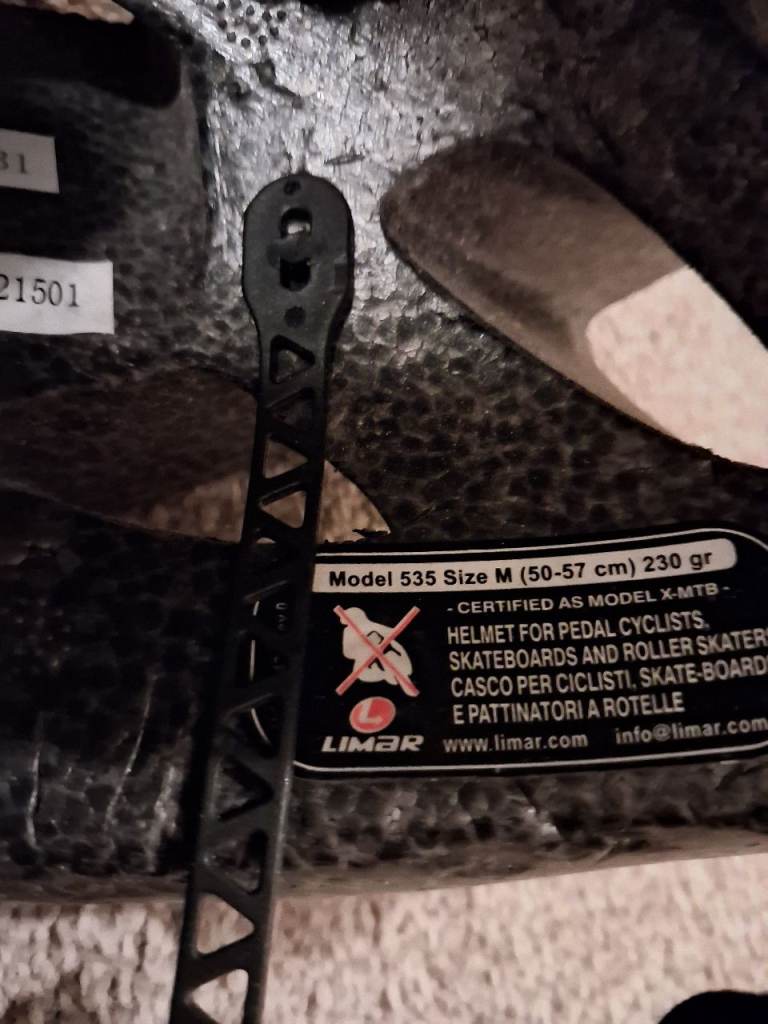 31
21501
Model 535 Size M (50-57 cm) 230 gr
- CERTIFIED AS MODEL X-MTB -
HELMET FOR PEDAL CYCLISTS,
SKATEBOARDS AND ROLLER SKATERS
CASCO PER CICLISTI, SKATE-BOARD
E PATTINATORI A ROTELLE
LIMAR www.limar.com info@limar.com